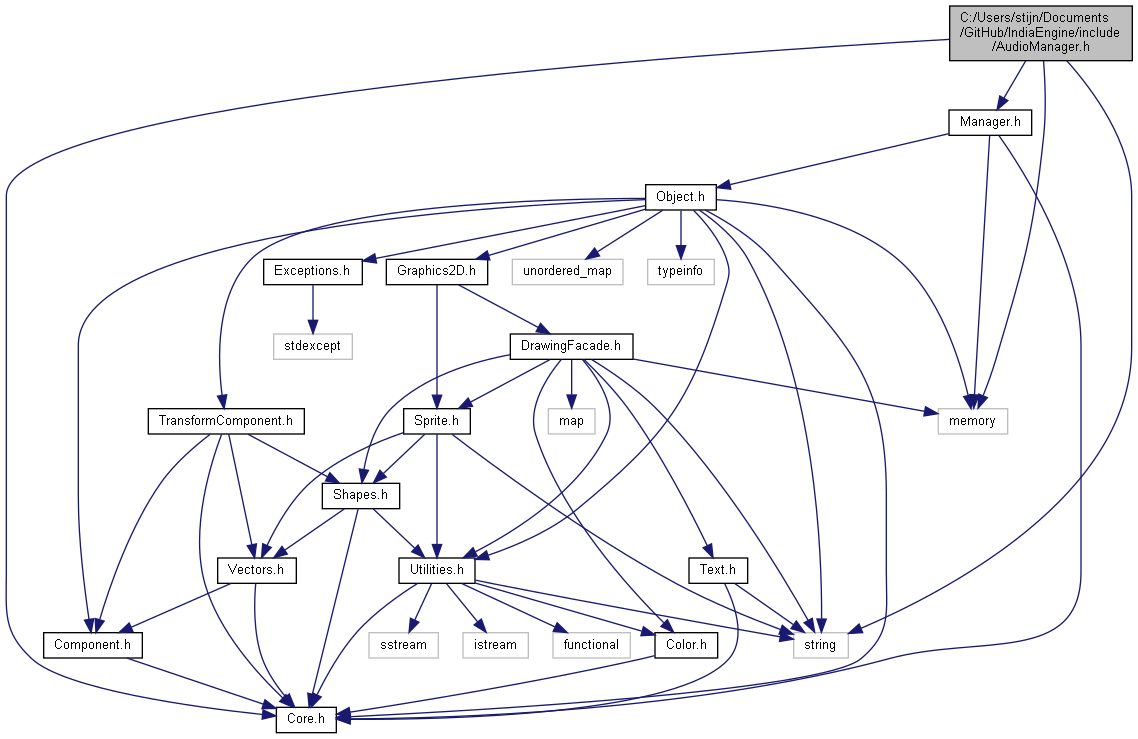 C:/Users/stijn/Documents
/GitHub/IndiaEngine/include
/AudioManager.h
Manager.h
Object.h
Exceptions.h
Graphics2D.h
unordered_map
typeinfo
stdexcept
DrawingFacade.h
TransformComponent.h
Sprite.h
map
memory
Shapes.h
Vectors.h
Utilities.h
Text.h
Component.h
sstream
istream
functional
Color.h
string
Core.h